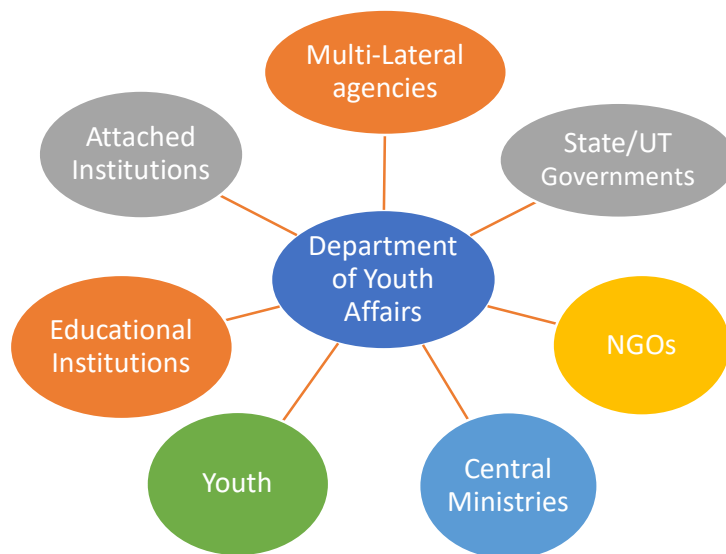 Multi-Lateral
agencies
Attached
Institutions
State/UT
Governments
Department
of Youth
Affairs
Educational
Institutions
NGOs
Youth
Central
Ministries